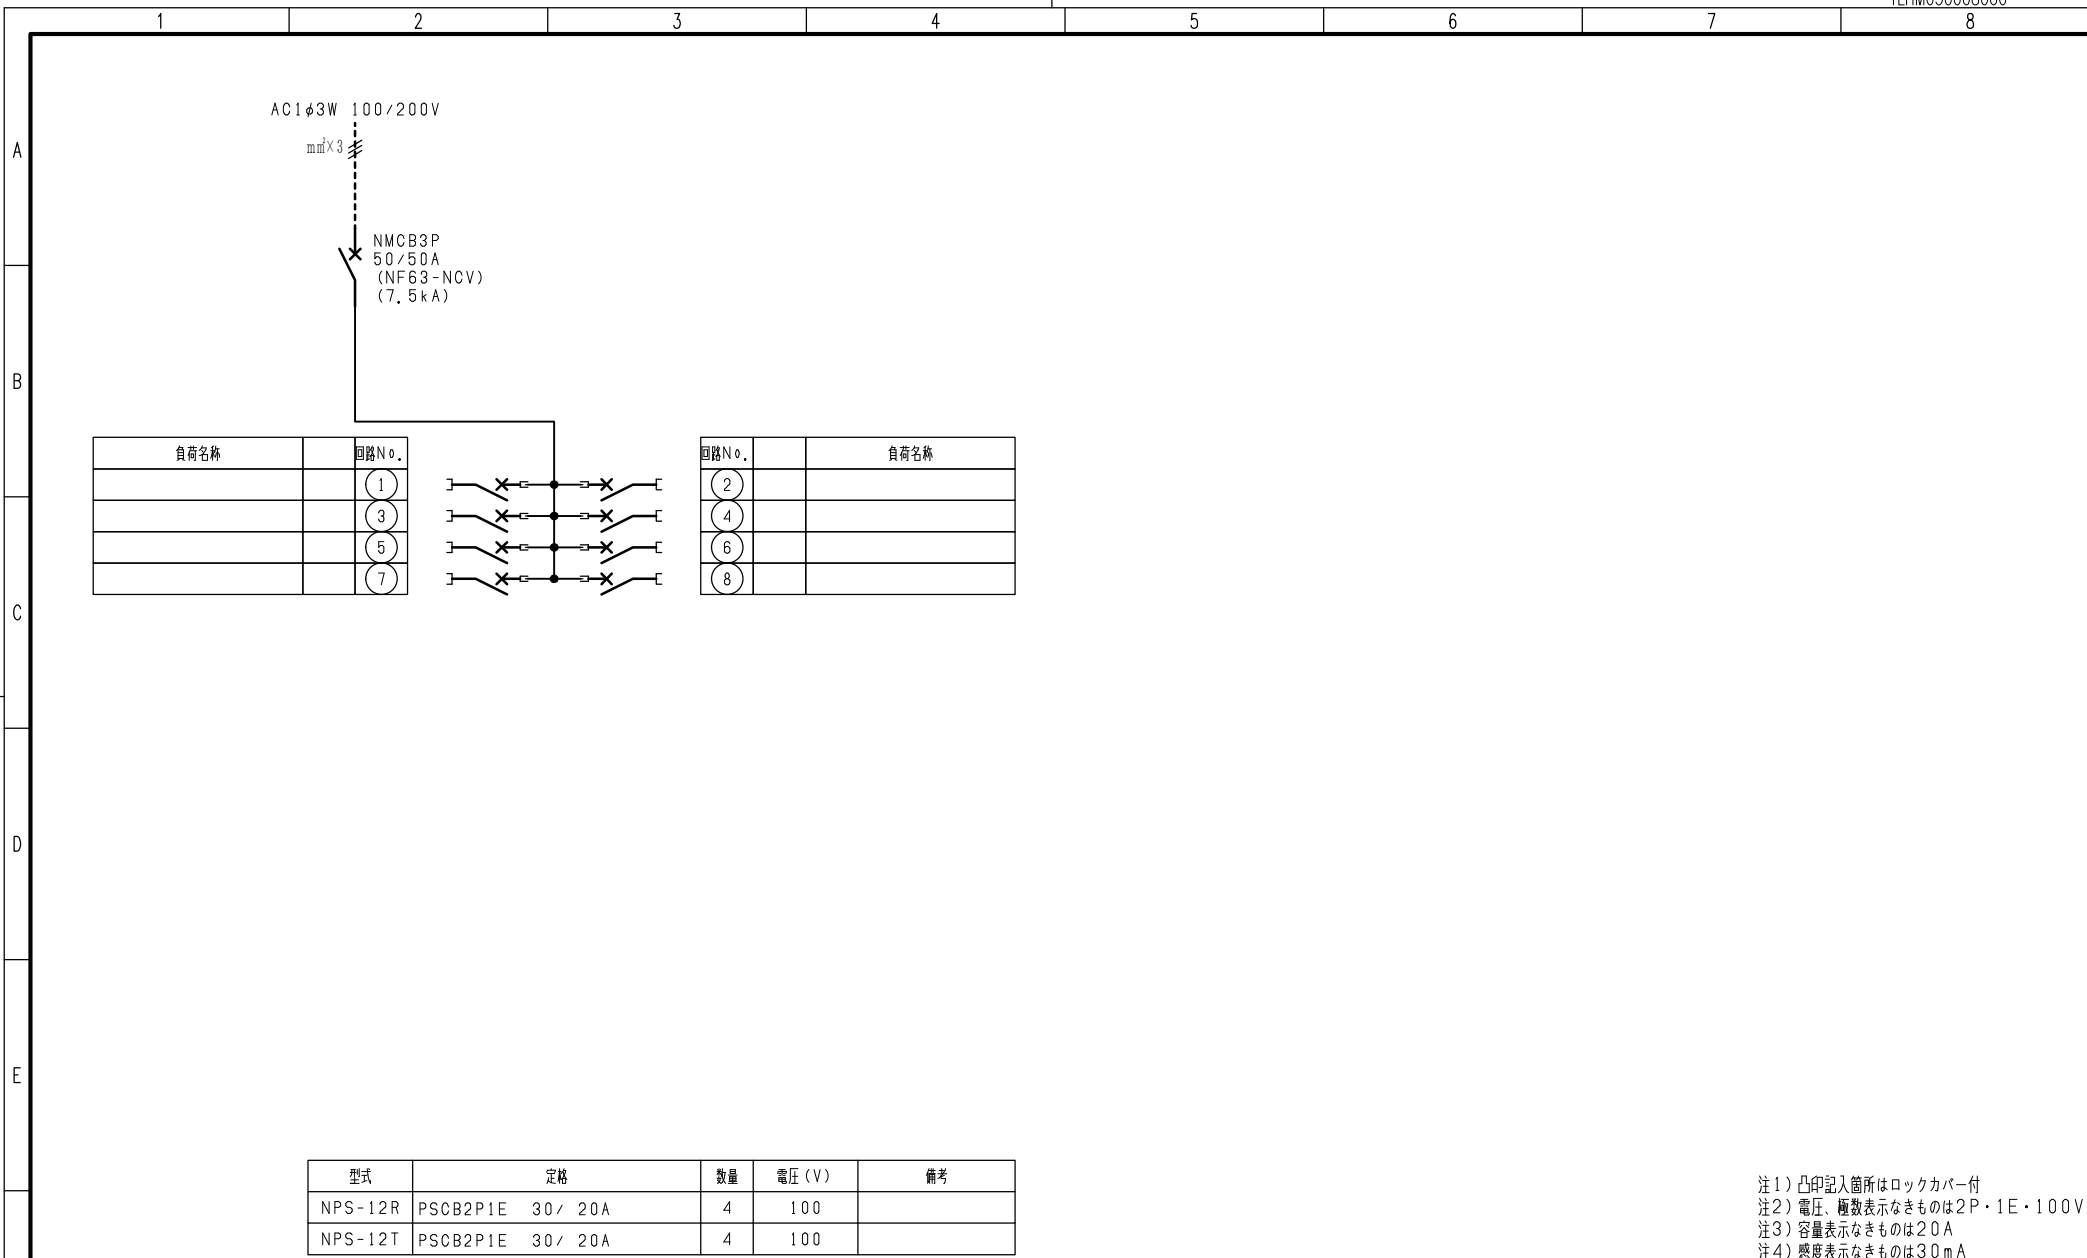 1 2 3 4 5 6 7 8
AC1φ3W 100/200V
A
mm²×3
NMCB3P
50/50A
(NF63-NCV)
(7.5kA)
B
負荷名称 回路No.
回路No. 負荷名称
1 2
3 4
5 6
7 8
C
D
E
型式 定格 数量 電圧(V) 備考
NPS-12R PSCB2P1E 30/ 20A 4 100
NPS-12T PSCB2P1E 30/ 20A 4 100
注1)凸印記入箇所はロックカバー付
注2)電圧、極数表示なきものは2P・1E・100V
注3)容量表示なきものは20A
注4)感度表示なきものは30mA